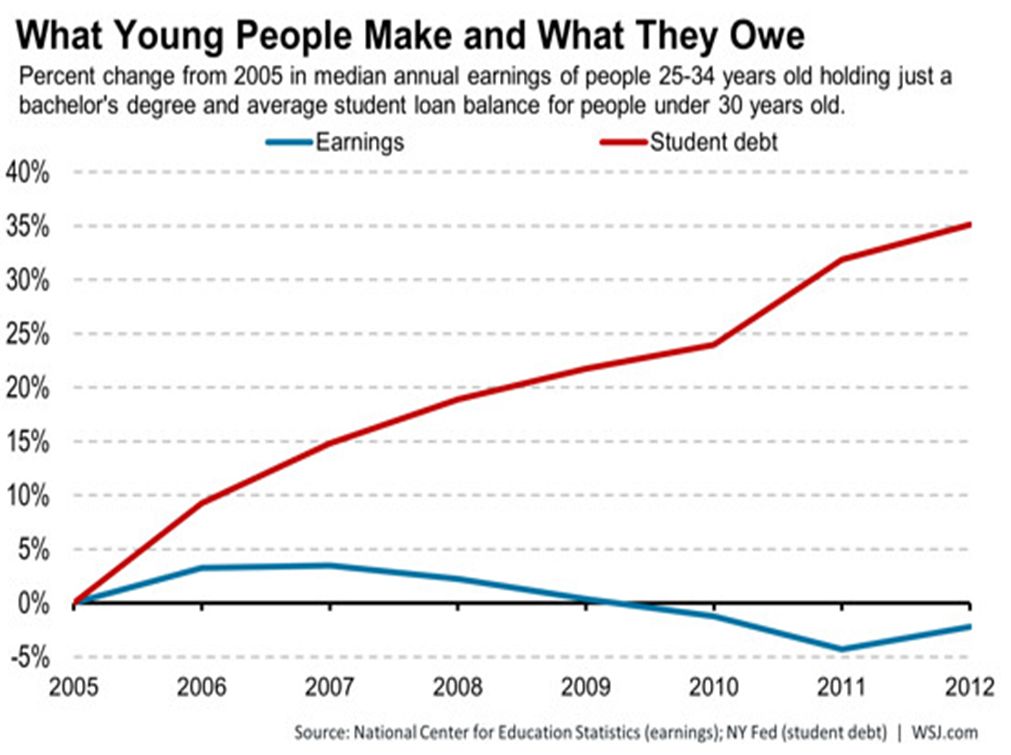 What Young People Make and What They Owe
Percent change from 2005 in median annual earnings of people 25-34 years old holding just a
bachelor's degree and average student loan balance for people under 30 years old.
Earnings Student debt
40%
35%
30%
25%
20%
15%
10%
5%
0%
-5%
2005 2006 2007 2008 2009 2010 2011 2012
Source: National Center for Education Statistics (earnings); NY Fed (student debt) | WSJ.com